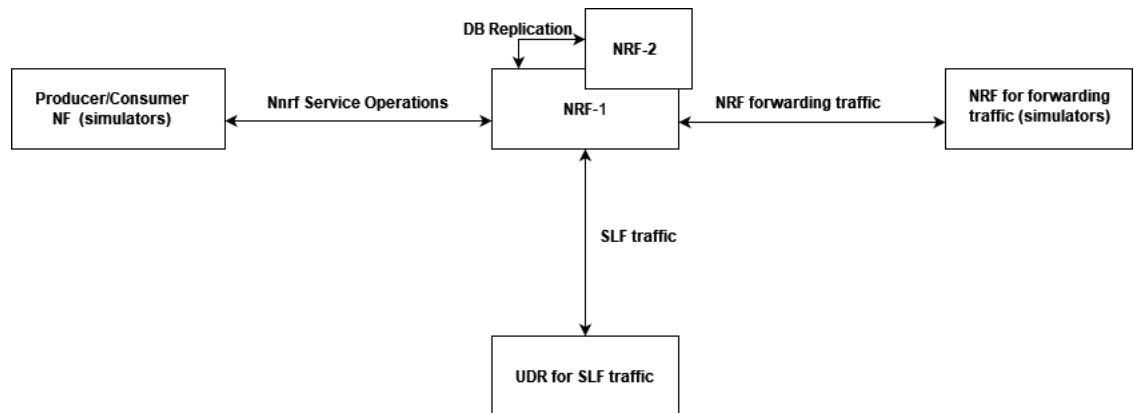 DB Replication
NRF-2
Producer/Consumer
NF (simulators)
Nnrf Service Operations
NRF-1
NRF forwarding traffic
NRF for forwarding
traffic (simulators)
SLF traffic
UDR for SLF traffic